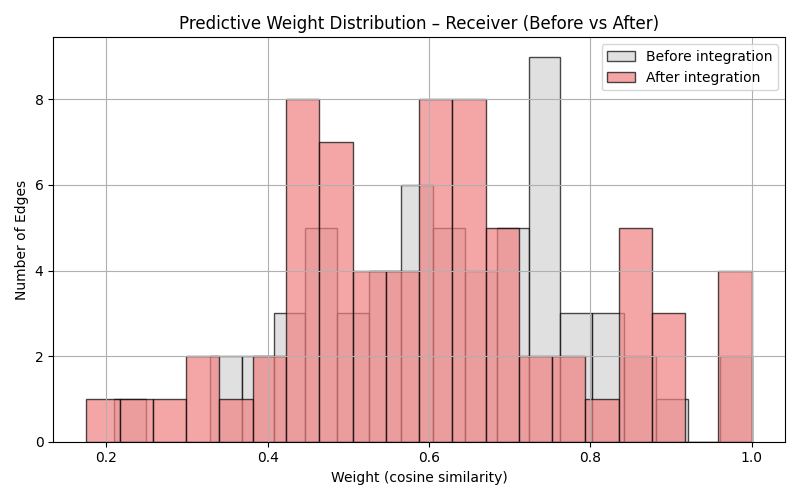 Predictive Weight Distribution – Receiver (Before vs After)
Before integration
After integration
Number of Edges
8
6
4
2
0
0.2 0.4 0.6 0.8 1.0
Weight (cosine similarity)